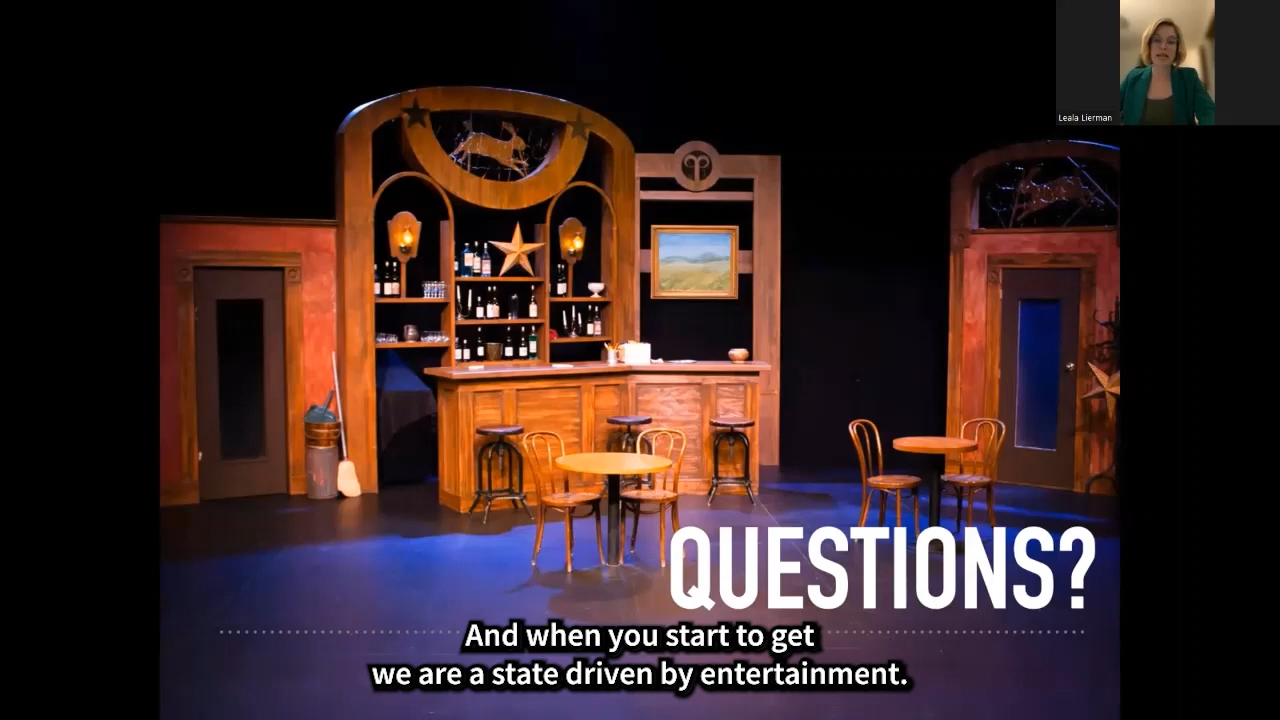 Leala Lierman
QUESTIONS?
And when you start to get
we are a state driven by entertainment.